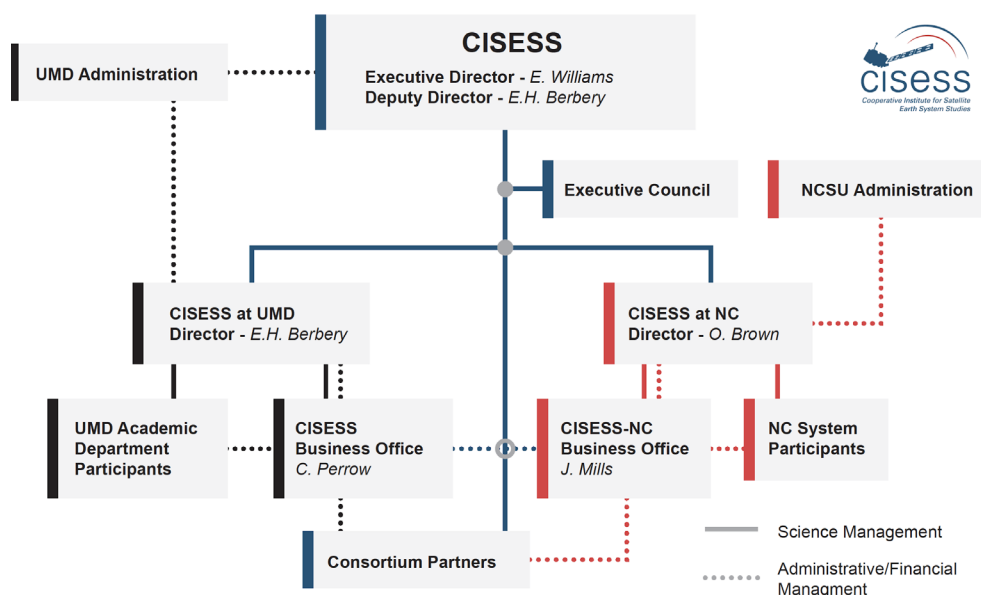 CISESS
Executive Director - E. Williams
Deputy Director - E.H. Berbery
UMD Administration
cisess
Cooperative Institute for Satellite
Earth System Studies
Executive Council
NCSU Administration
CISESS at UMD
Director - E.H. Berbery
CISESS at NC
Director - O. Brown
UMD Academic
Department
Participants
CISESS
Business Office
C. Perrow
CISESS-NC
Business Office
J. Mills
NC System
Participants
Consortium Partners
Science Management
Administrative/Financial
Managment